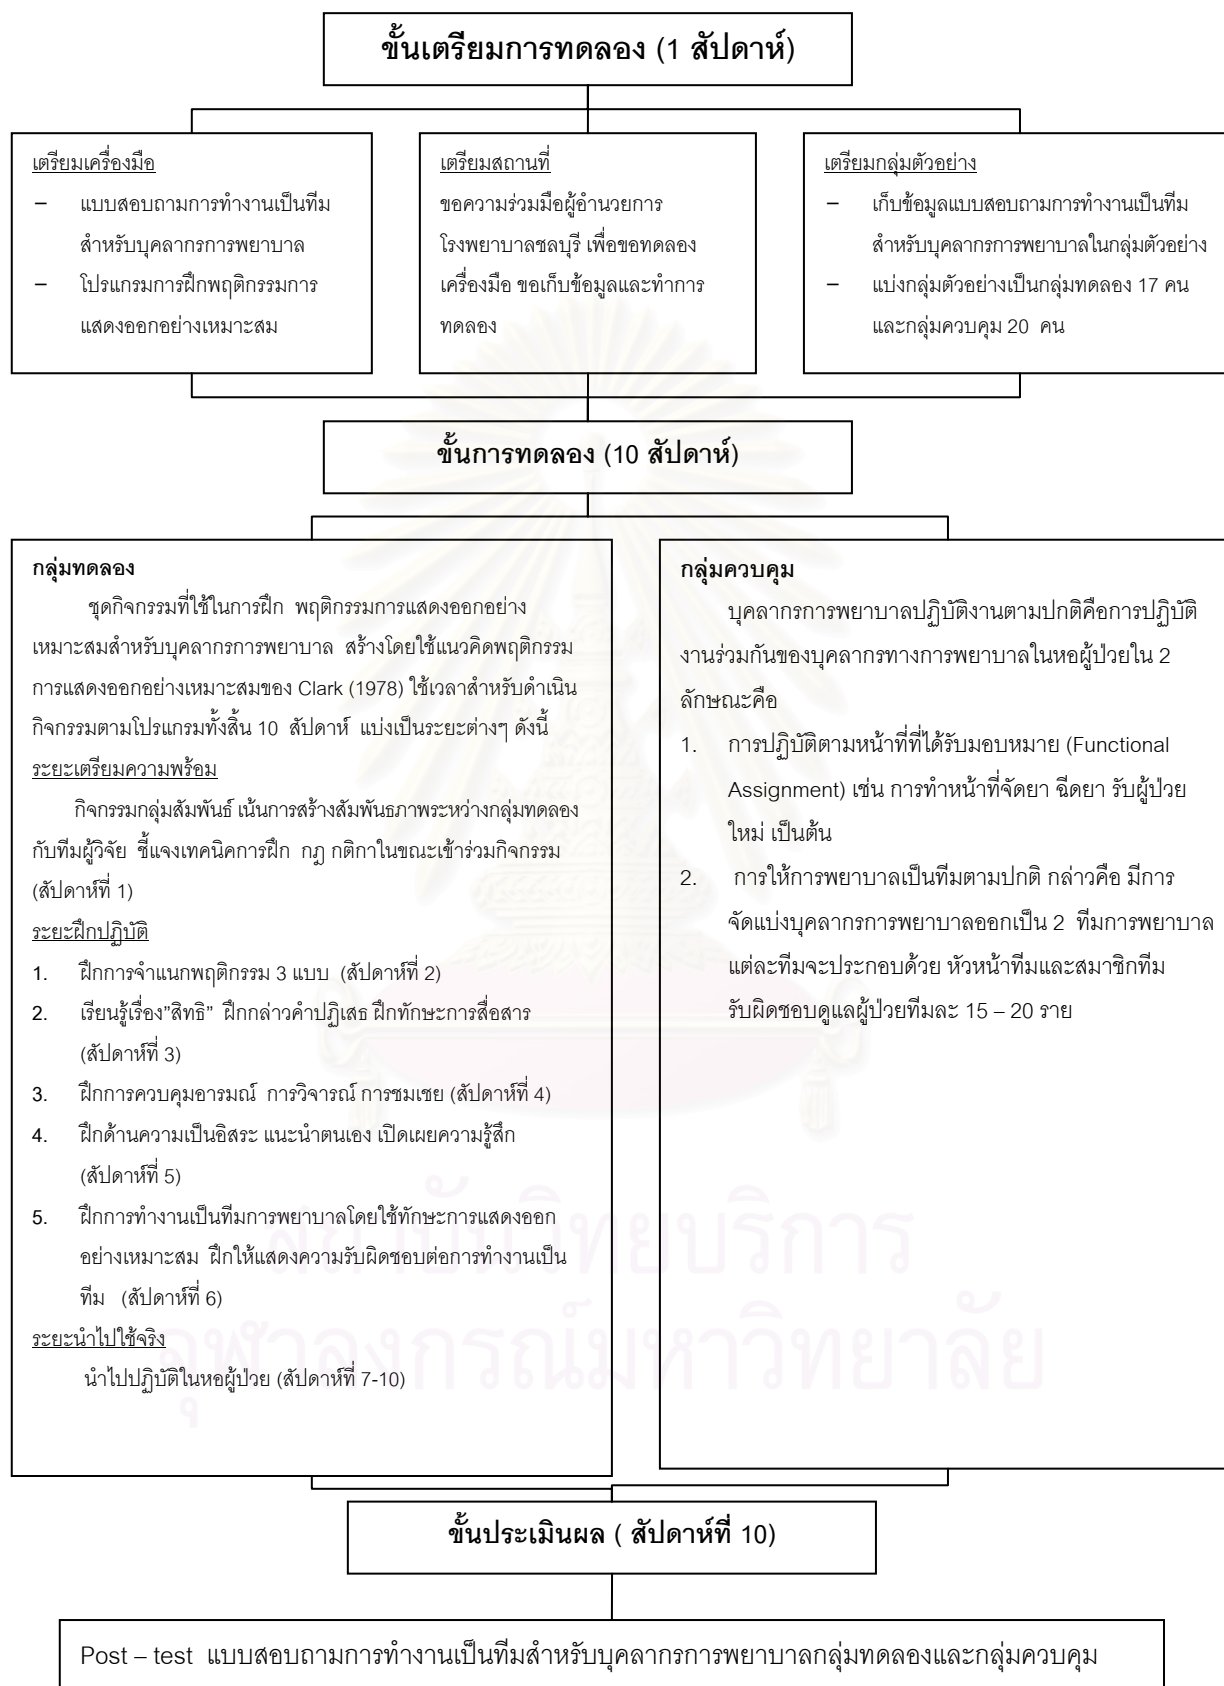 ขั้นเตรียมการทดลอง (1 สัปดาห์)
เตรียมเครื่องมือ
– แบบสอบถามการทำงานเป็นทีม
สำหรับบุคลากรการพยาบาล
– โปรแกรมการฝึกพฤติกรรมการ
แสดงออกอย่างเหมาะสม
เตรียมสถานที่
ขอความร่วมมือผู้อำนวยการ
โรงพยาบาลชลบุรี เพื่อขอทดลอง
เครื่องมือ ขอเก็บข้อมูลและทำการ
ทดลอง
เตรียมกลุ่มตัวอย่าง
– เก็บข้อมูลแบบสอบถามการทำงานเป็นทีม
สำหรับบุคลากรการพยาบาลในกลุ่มตัวอย่าง
– แบ่งกลุ่มตัวอย่างเป็นกลุ่มทดลอง 17 คน
และกลุ่มควบคุม 20 คน
ขั้นการทดลอง (10 สัปดาห์)
กลุ่มทดลอง
ชุดกิจกรรมที่ใช้ในการฝึก พฤติกรรมการแสดงออกอย่าง
เหมาะสมสำหรับบุคลากรการพยาบาล สร้างโดยใช้แนวคิดพฤติกรรม
การแสดงออกอย่างเหมาะสมของ Clark (1978) ใช้เวลาสำหรับดำเนิน
กิจกรรมตามโปรแกรมทั้งสิ้น 10 สัปดาห์ แบ่งเป็นระยะต่างๆ ดังนี้
ระยะเตรียมความพร้อม
กิจกรรมกลุ่มสัมพันธ์ เน้นการสร้างสัมพันธภาพระหว่างกลุ่มทดลอง
กับทีมผู้วิจัย ชี้แจงเทคนิคการฝึก กฎ กติกาในขณะเข้าร่วมกิจกรรม
(สัปดาห์ที่ 1)
ระยะฝึกปฏิบัติ
1. ฝึกการจำแนกพฤติกรรม 3 แบบ (สัปดาห์ที่ 2)
2. เรียนรู้เรื่อง"สิทธิ" ฝึกกล่าวคำปฏิเสธ ฝึกทักษะการสื่อสาร
(สัปดาห์ที่ 3)
3. ฝึกการควบคุมอารมณ์ การวิจารณ์ การชมเชย (สัปดาห์ที่ 4)
4. ฝึกด้านความเป็นอิสระ แนะนำตนเอง เปิดเผยความรู้สึก
(สัปดาห์ที่ 5)
5. ฝึกการทำงานเป็นทีมการพยาบาลโดยใช้ทักษะการแสดงออก
อย่างเหมาะสม ฝึกให้แสดงความรับผิดชอบต่อการทำงานเป็น
ทีม (สัปดาห์ที่ 6)
ระยะนำไปใช้จริง
นำไปปฏิบัติในหอผู้ป่วย (สัปดาห์ที่ 7-10)
กลุ่มควบคุม
บุคลากรการพยาบาลปฏิบัติงานตามปกติคือการปฏิบัติ
งานร่วมกันของบุคลากรทางการพยาบาลในหอผู้ป่วยใน 2
ลักษณะคือ
1. การปฏิบัติตามหน้าที่ที่ได้รับมอบหมาย (Functional
Assignment) เช่น การทำหน้าที่จัดยา ฉีดยา รับผู้ป่วย
ใหม่ เป็นต้น
2. การให้การพยาบาลเป็นทีมตามปกติ กล่าวคือ มีการ
จัดแบ่งบุคลากรการพยาบาลออกเป็น 2 ทีมการพยาบาล
แต่ละทีมจะประกอบด้วย หัวหน้าทีมและสมาชิกทีม
รับผิดชอบดูแลผู้ป่วยทีมละ 15 – 20 ราย
สถาบันวิทยบริการ
จุฬาลงกรณ์มหาวิทยาลัย
ขั้นประเมินผล ( สัปดาห์ที่ 10)
Post – test แบบสอบถามการทำงานเป็นทีมสำหรับบุคลากรการพยาบาลกลุ่มทดลองและกลุ่มควบคุม